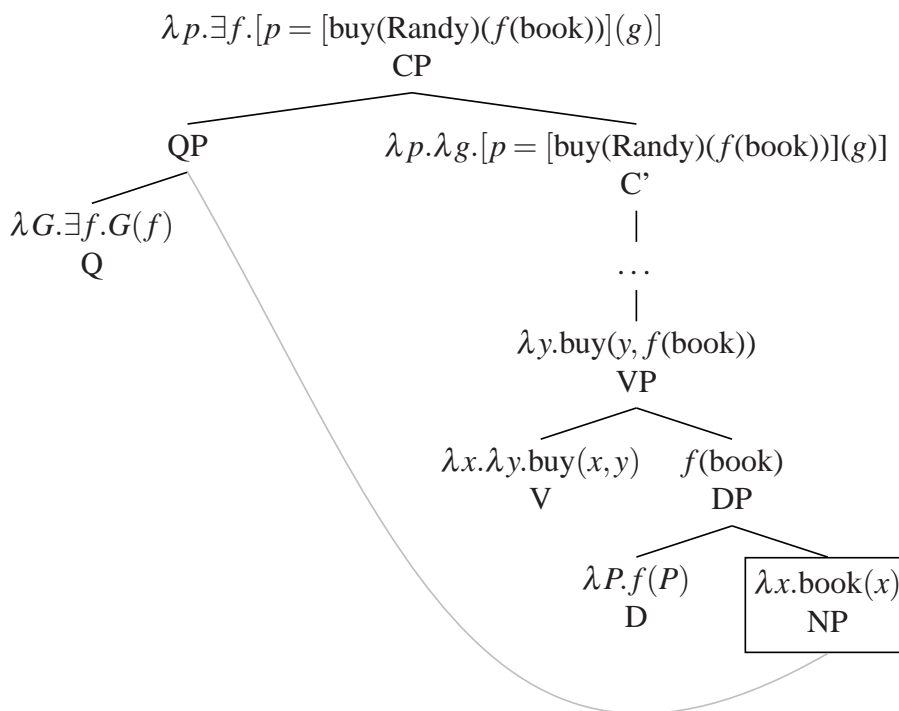 λp.∃f.[p = [buy(Randy)(f(book))](g)]
CP
QP
λp.λg.[p = [buy(Randy)(f(book))](g)]
C’
λG.∃f.G(f)
Q
...
λy.buy(y, f(book))
VP
λx.λy.buy(x,y)
V
f(book)
DP
λP.f(P)
D
λx.book(x)
NP